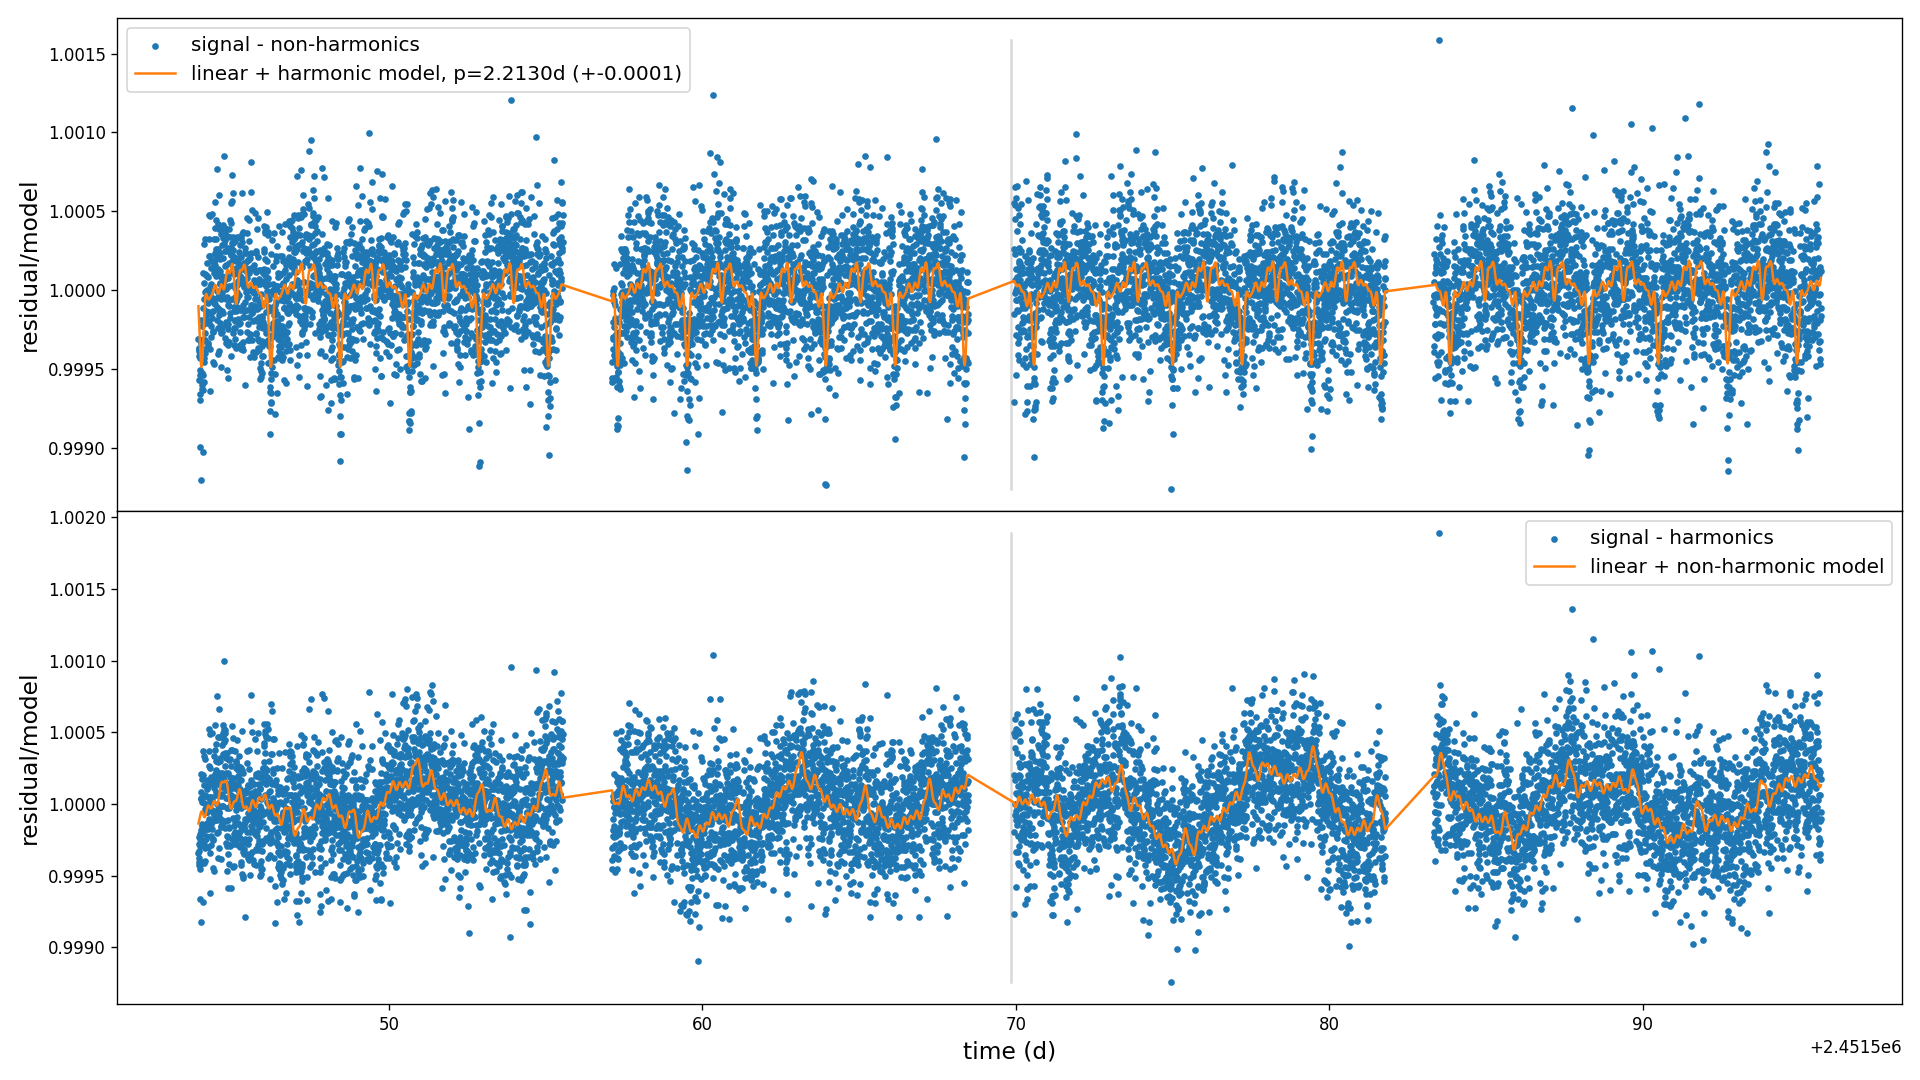 signal - non-harmonics
linear + harmonic model, p=2.2130d (+-0.0001)
1.0015
1.0010
1.0005
1.0000
0.9995
0.9990
residual/model
signal - harmonics
linear + non-harmonic model
1.0020
1.0015
1.0010
1.0005
1.0000
0.9995
0.9990
residual/model
50
60
70
80
90
time (d)
+2.4515e6